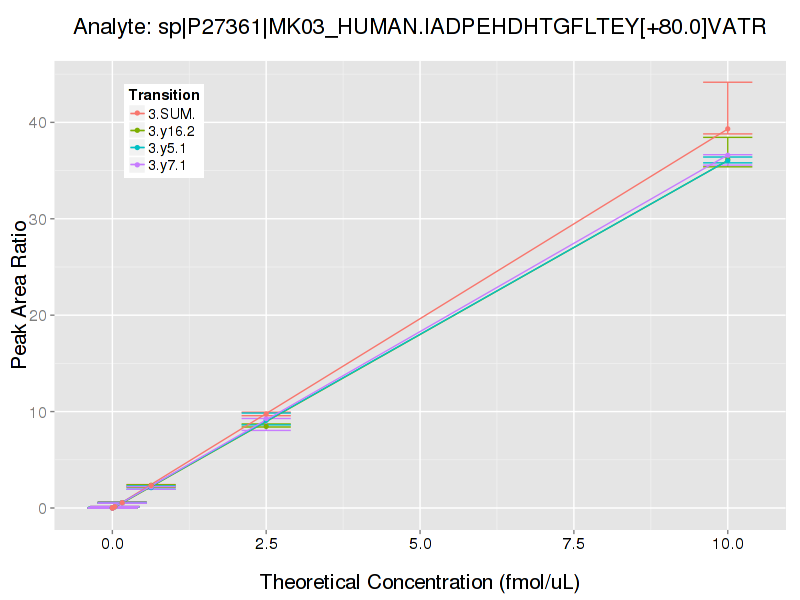 Analyte: sp|P27361|MK03_HUMAN.IADPEHDHTGFLTEY[+80.0]VATR
Transition
3.SUM.
3.y16.2
3.y5.1
3.y7.1
Peak Area Ratio
40
30
20
10
0
0.0 2.5 5.0 7.5 10.0
Theoretical Concentration (fmol/uL)